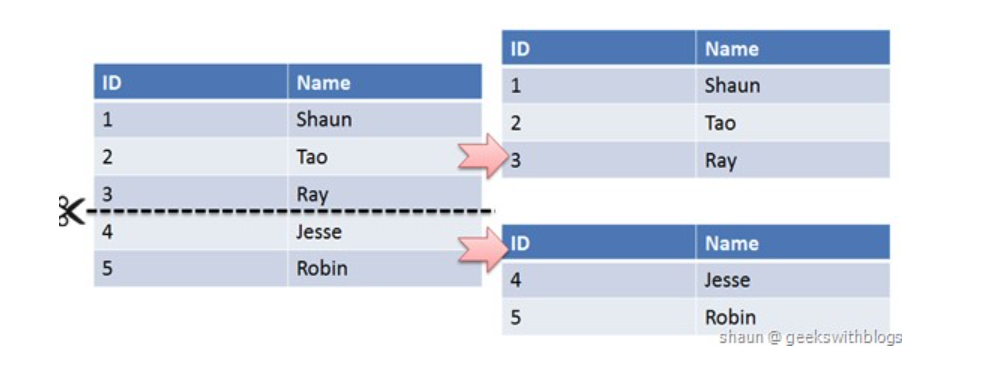 ID Name
1 Shaun
2 Tao
3 Ray
4 Jesse
5 Robin
ID Name
1 Shaun
2 Tao
3 Ray
ID Name
4 Jesse
5 Robin
shaun @ geekswithblogs